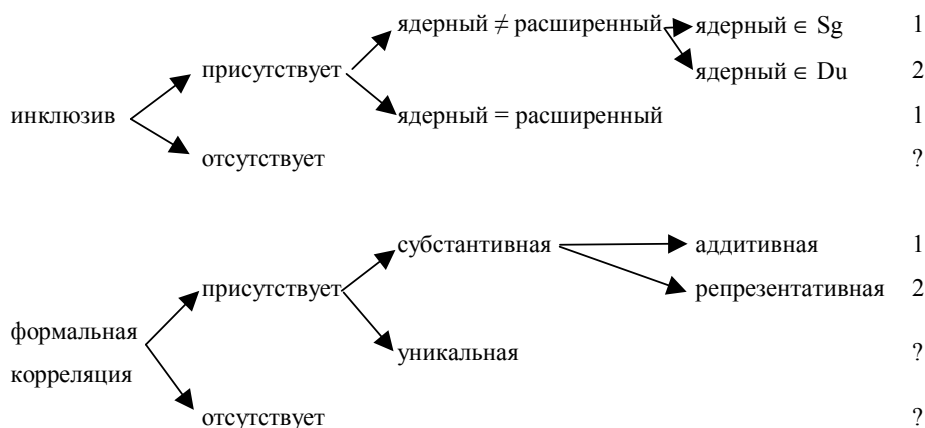 ядерный ≠ расширенный ядерный ∈ Sg 1
присутствует ядерный ∈ Du 2
инклюзив ядерный = расширенный 1
отсутствует ?
субстантивная аддитивная 1
присутствует репрезентативная 2
формальная
уникальная ?
корреляция
отсутствует ?